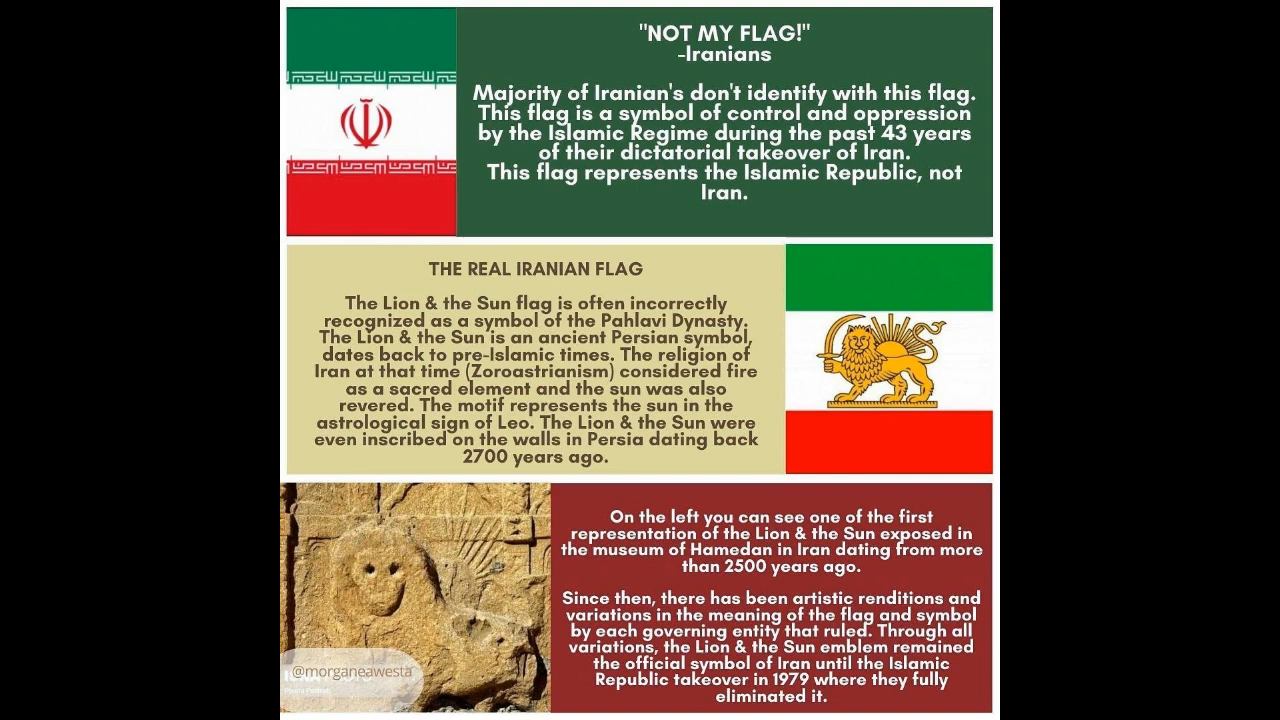 "NOT MY FLAG!"
-Iranians
Majority of Iranian's don't identify with this flag.
This flag is a symbol of control and oppression
by the Islamic Regime during the past 43 years
of their dictatorial takeover of Iran.
This flag represents the Islamic Republic, not
Iran.
THE REAL IRANIAN FLAG
The Lion & the Sun flag is often incorrectly
recognized as a symbol of the Pahlavi Dynasty.
The Lion & the Sun is an ancient Persian symbol,
dates back to pre-Islamic times. The religion of
Iran at that time (Zoroastrianism) considered fire
as a sacred element and the sun was also
revered. The motif represents the sun in the
astrological sign of Leo. The Lion & the Sun were
even inscribed on the walls in Persia dating back
2700 years ago.
On the left you can see one of the first
representation of the Lion & the Sun exposed in
the museum of Hamedan in Iran dating from more
than 2500 years ago.
Since then, there has been artistic renditions and
variations in the meaning of the flag and symbol
by each governing entity that ruled. Through all
variations, the Lion & the Sun emblem remained
the official symbol of Iran until the Islamic
Republic takeover in 1979 where they fully
eliminated it.
@morganeawesta